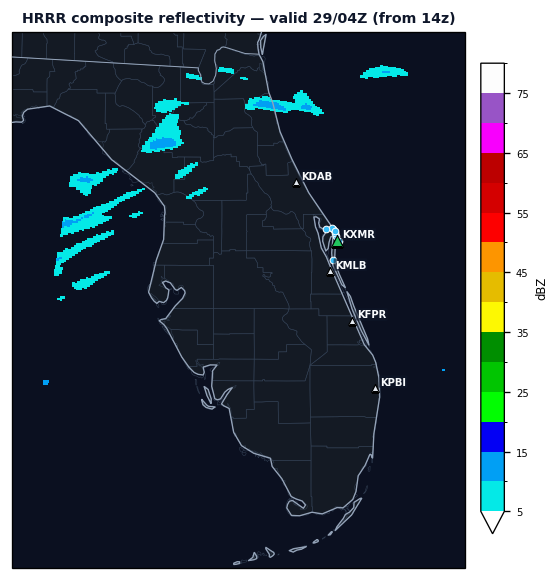 HRRR composite reflectivity — valid 29/04Z (from 14z)
KDAB
KXMR
KMLB
KFPR
KPBI
75
65
55
45
35
25
15
5
dBZ